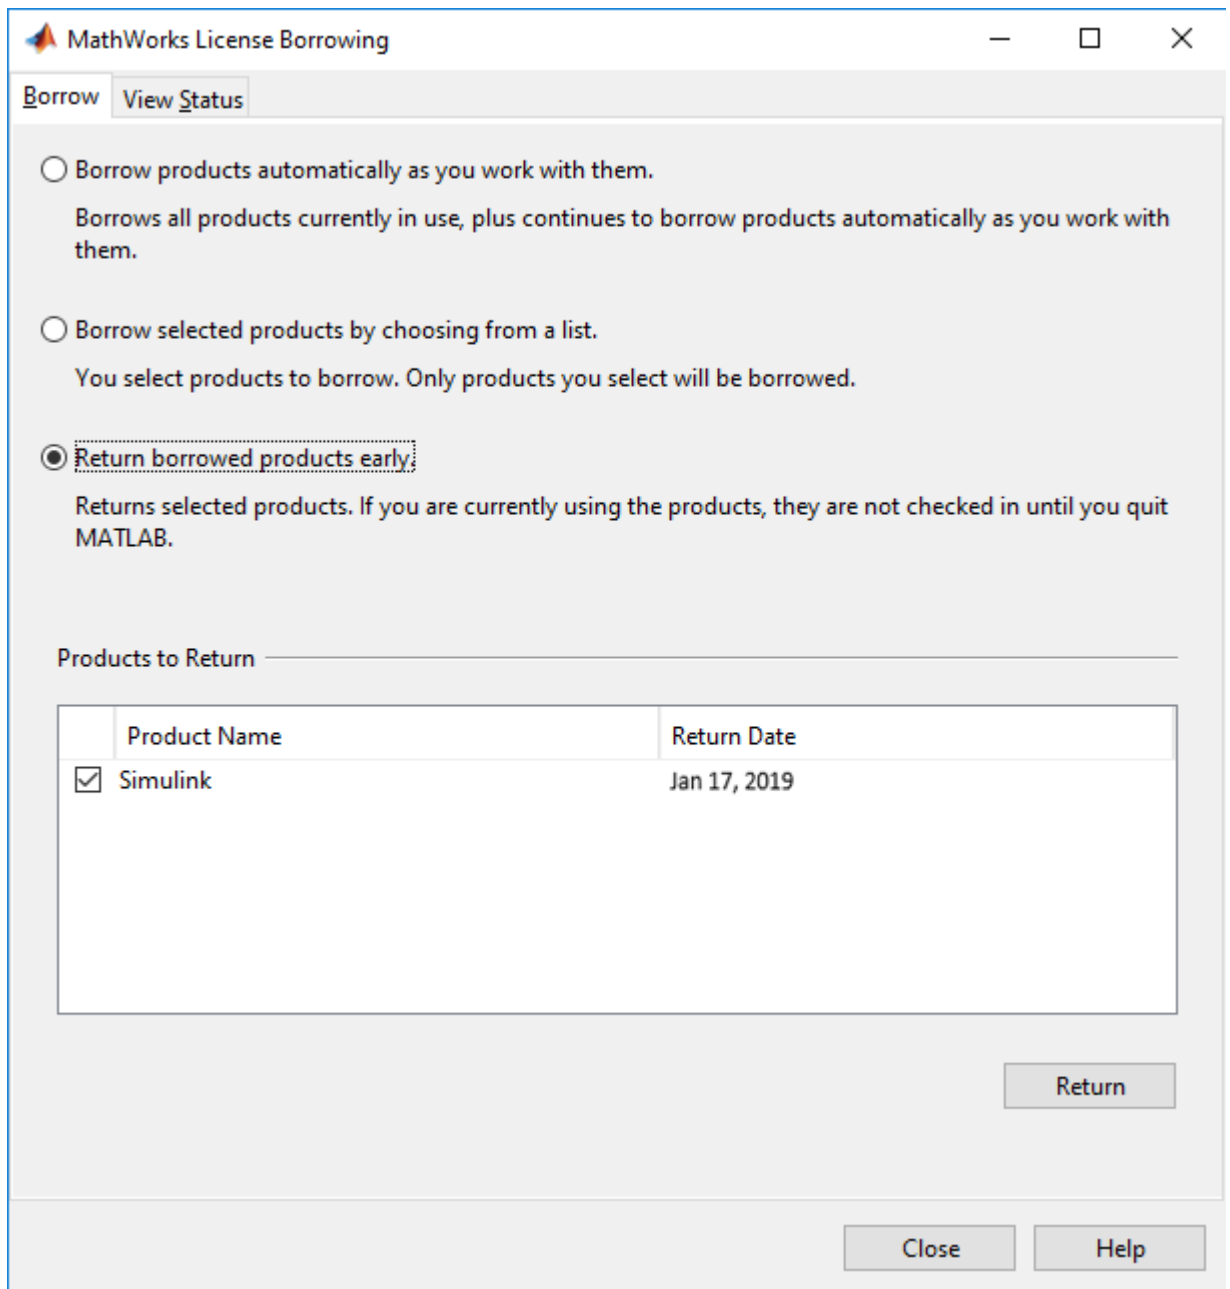 MathWorks License Borrowing
Borrow View Status
Borrow products automatically as you work with them.
Borrows all products currently in use, plus continues to borrow products automatically as you work with
them.
Borrow selected products by choosing from a list.
You select products to borrow. Only products you select will be borrowed.
Return borrowed products early.
Returns selected products. If you are currently using the products, they are not checked in until you quit
MATLAB.
Products to Return
Product Name Return Date
Simulink Jan 17, 2019
Return
Close Help